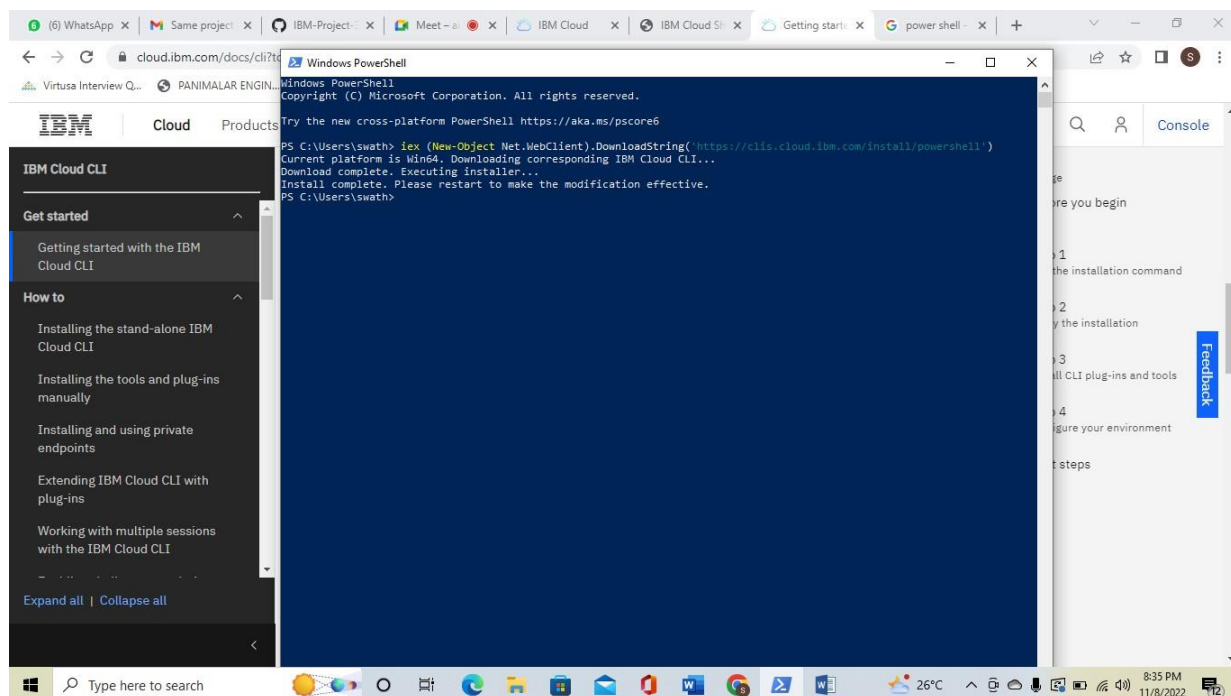 (6) WhatsApp
Same project
IBM-Project-
Meet – a
IBM Cloud
IBM Cloud Sh
Getting starte
power shell -
cloud.ibm.com/docs/cli?to
Virtusa Interview Q...
PANIMALAR ENGIN...
Windows PowerShell
IBM
Cloud
Products
Console
IBM Cloud CLI
Get started
Getting started with the IBM
Cloud CLI
How to
Installing the stand-alone IBM
Cloud CLI
Installing the tools and plug-ins
manually
Installing and using private
endpoints
Extending IBM Cloud CLI with
plug-ins
Working with multiple sessions
with the IBM Cloud CLI
Expand all | Collapse all
Windows PowerShell
Copyright (C) Microsoft Corporation. All rights reserved.
Try the new cross-platform PowerShell https://aka.ms/pscore6
PS C:\Users\swath> iex (New-Object Net.WebClient).DownloadString('https://clis.cloud.ibm.com/install/powershell')
Current platform is Win64. Downloading corresponding IBM Cloud CLI...
Download complete. Executing installer...
Install complete. Please restart to make the modification effective.
PS C:\Users\swath>
ge
ore you begin
1
the installation command
2
y the installation
3
all CLI plug-ins and tools
4
igure your environment
t steps
Feedback
Type here to search
26°C
8:35 PM
11/8/2022